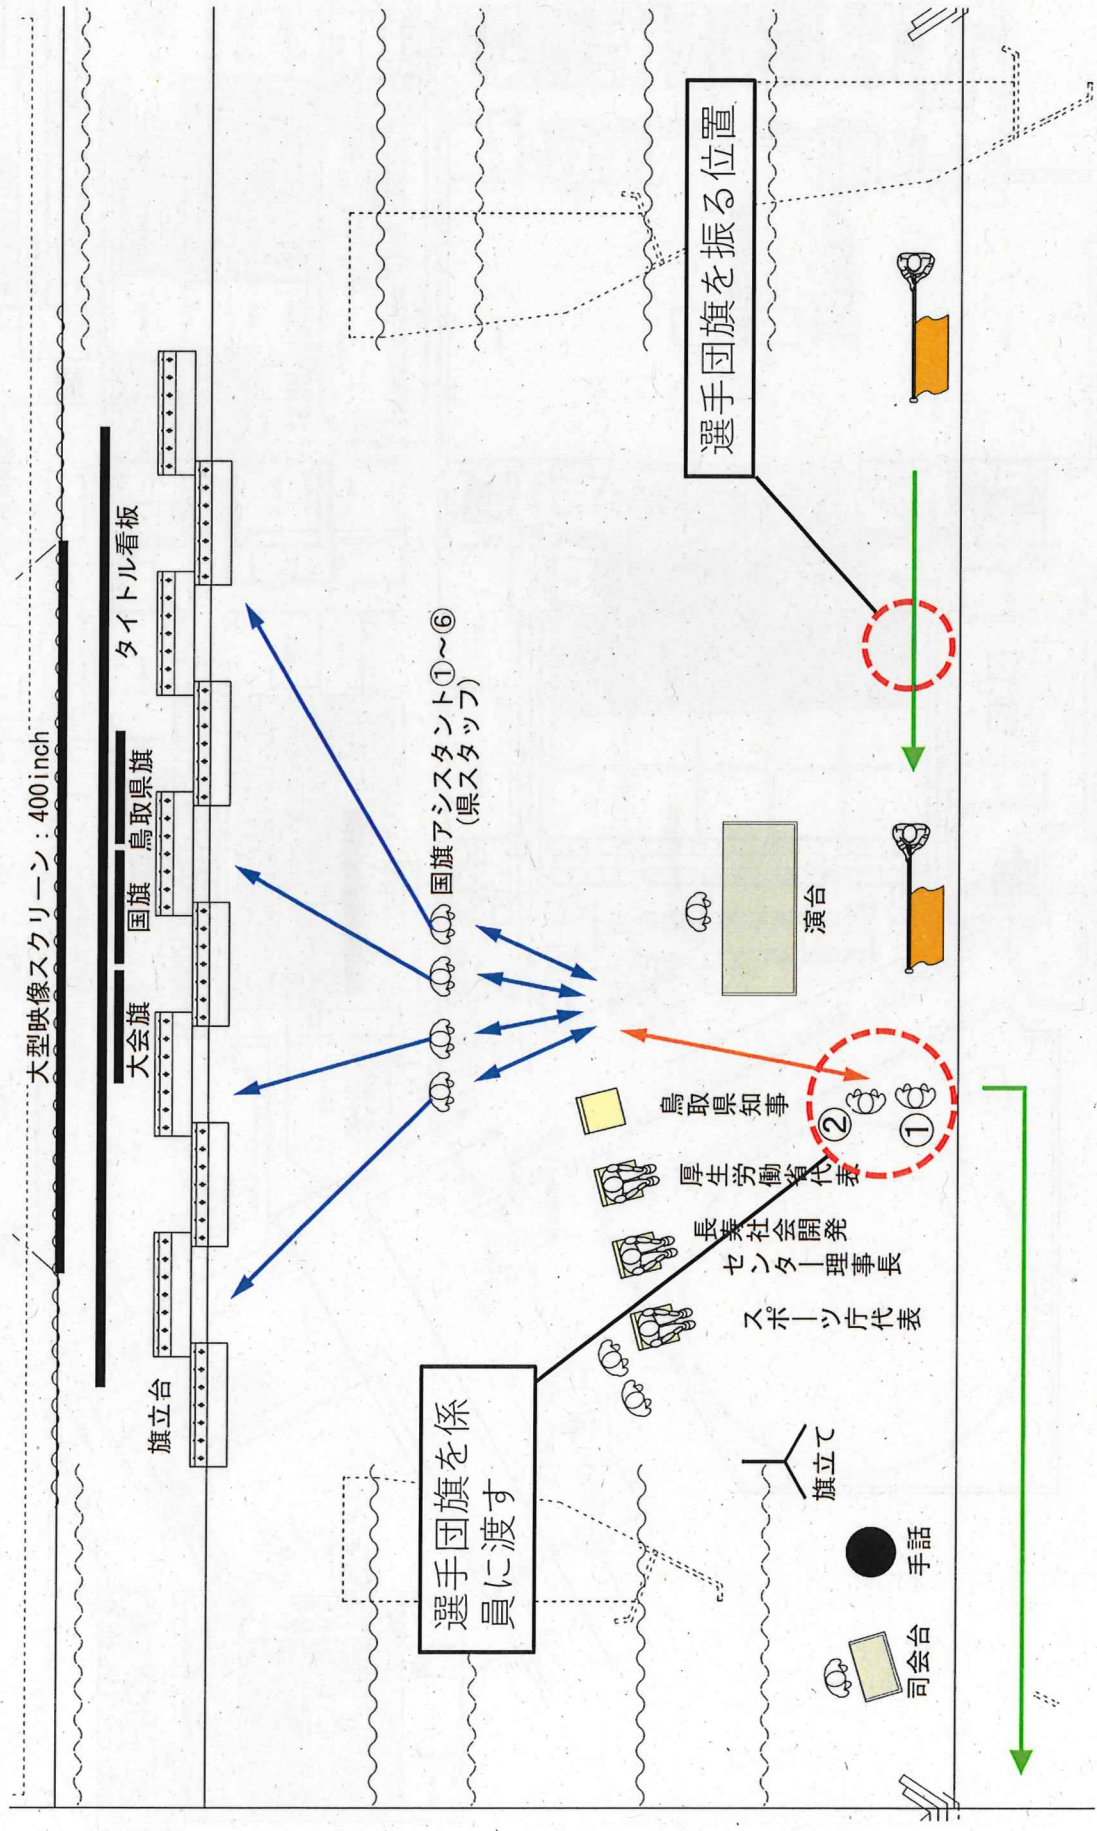 大型映像スクリーン：400inch
タイトル看板
大会旗
国旗
鳥取県旗
旗立台
国旗アシスタント①～⑥
(県スタッフ)
選手団旗を振る位置
選手団旗を係
員に渡す
演台
鳥取県知事
厚生労働省代表
長寿社会開発
センター理事長
スポーツ庁代表
②
①
旗立て
手話
司会台